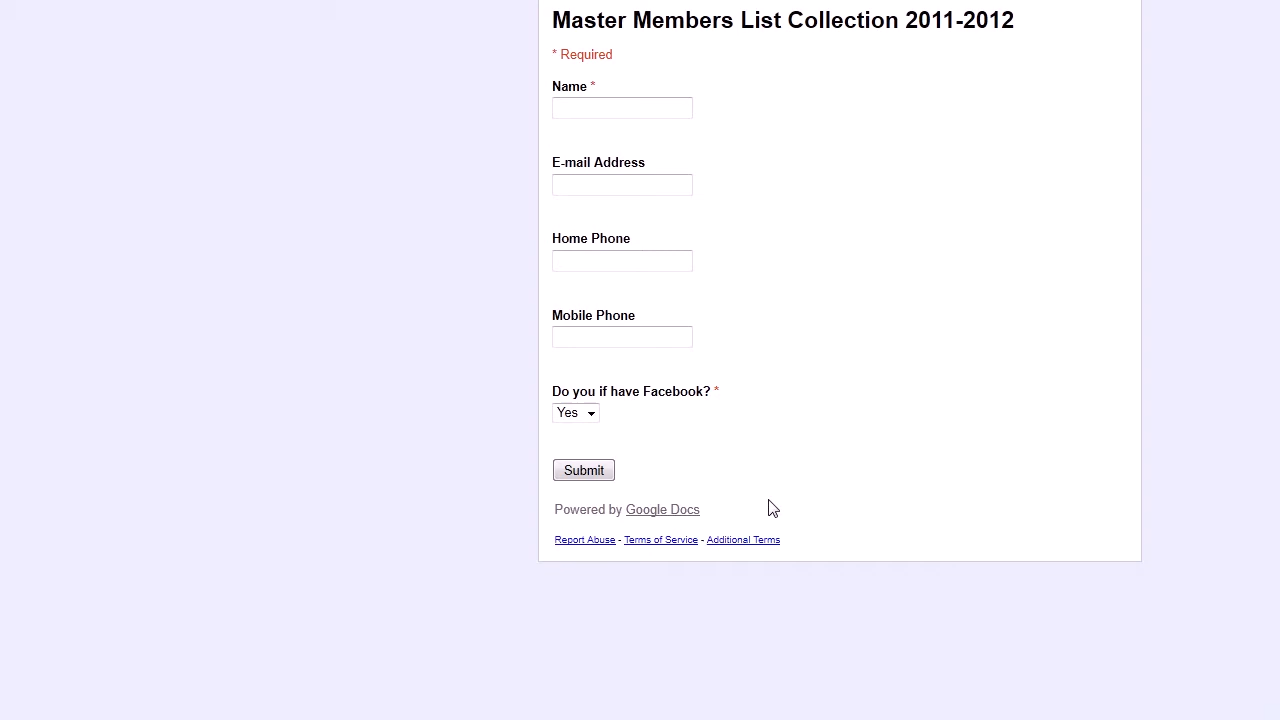 Master Members List Collection 2011-2012
* Required
Name *
E-mail Address
Home Phone
Mobile Phone
Do you if have Facebook? *
Yes
Submit
Powered by Google Docs
Report Abuse - Terms of Service - Additional Terms